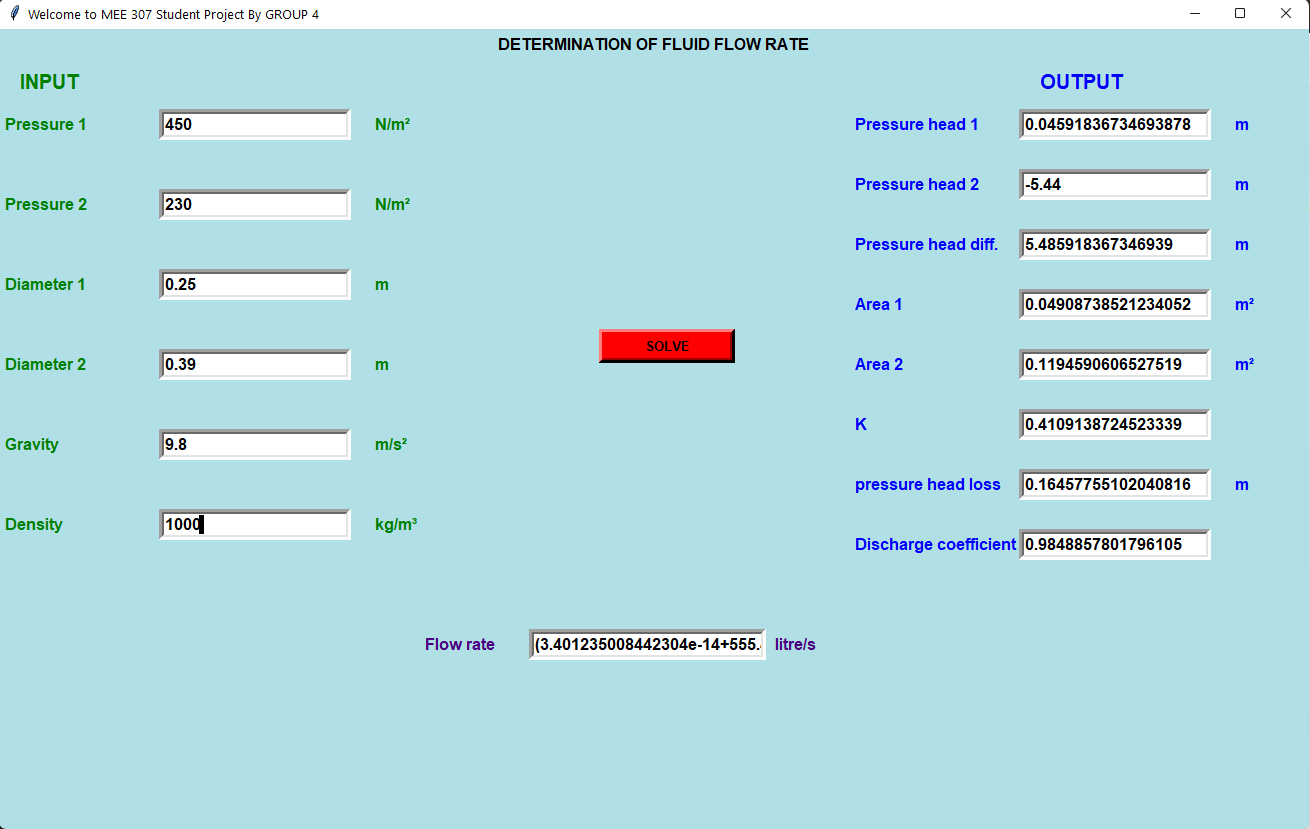 Welcome to MEE 307 Student Project By GROUP 4
DETERMINATION OF FLUID FLOW RATE
INPUT
Pressure 1 450 N/m²
Pressure 2 230 N/m²
Diameter 1 0.25 m
Diameter 2 0.39 m
Gravity 9.8 m/s²
Density 1000 kg/m³
SOLVE
OUTPUT
Pressure head 1 0.04591836734693878 m
Pressure head 2 -5.44 m
Pressure head diff. 5.485918367346939 m
Area 1 0.04908738521234052 m²
Area 2 0.1194590606527519 m²
K 0.4109138724523339
pressure head loss 0.16457755102040816 m
Discharge coefficient 0.9848857801796105
Flow rate (3.401235008442304e-14+555. litre/s